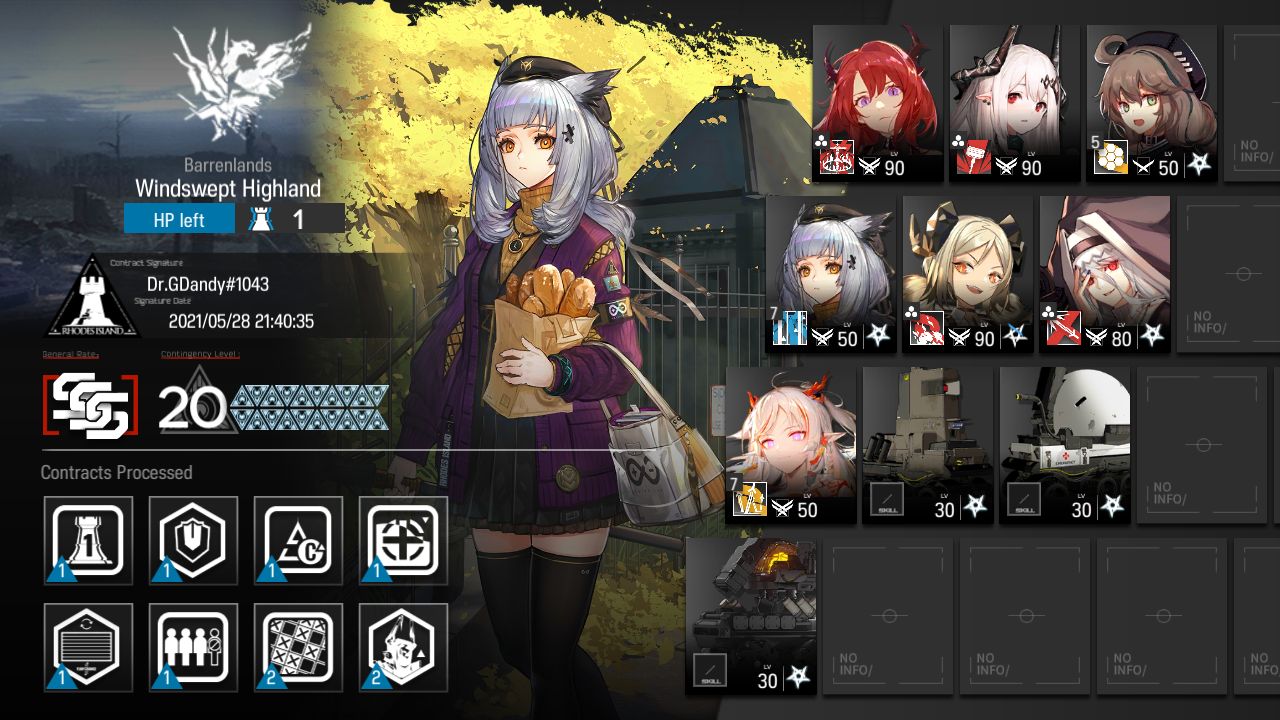 Barrenlands
Windswept Highland
HP left 1
Contract Signature
Dr.GDandy#1043
Signature Date
2021/05/28 21:40:35
RHODES ISLAND
General Rate:
Contingency Level:
SSS
20
Contracts Processed
1
1
1
1
1
1
1
2
2
RHODES ISLAND
LV 90
LV 90
5 LV 50
NO INFO/
7 LV 50
LV 90
LV 80
NO INFO/
7 LV 50
SKILL LV 30
SKILL LV 30
NO INFO/
SKILL LV 30
NO INFO/
NO INFO/
NO INFO/
NO INFO/